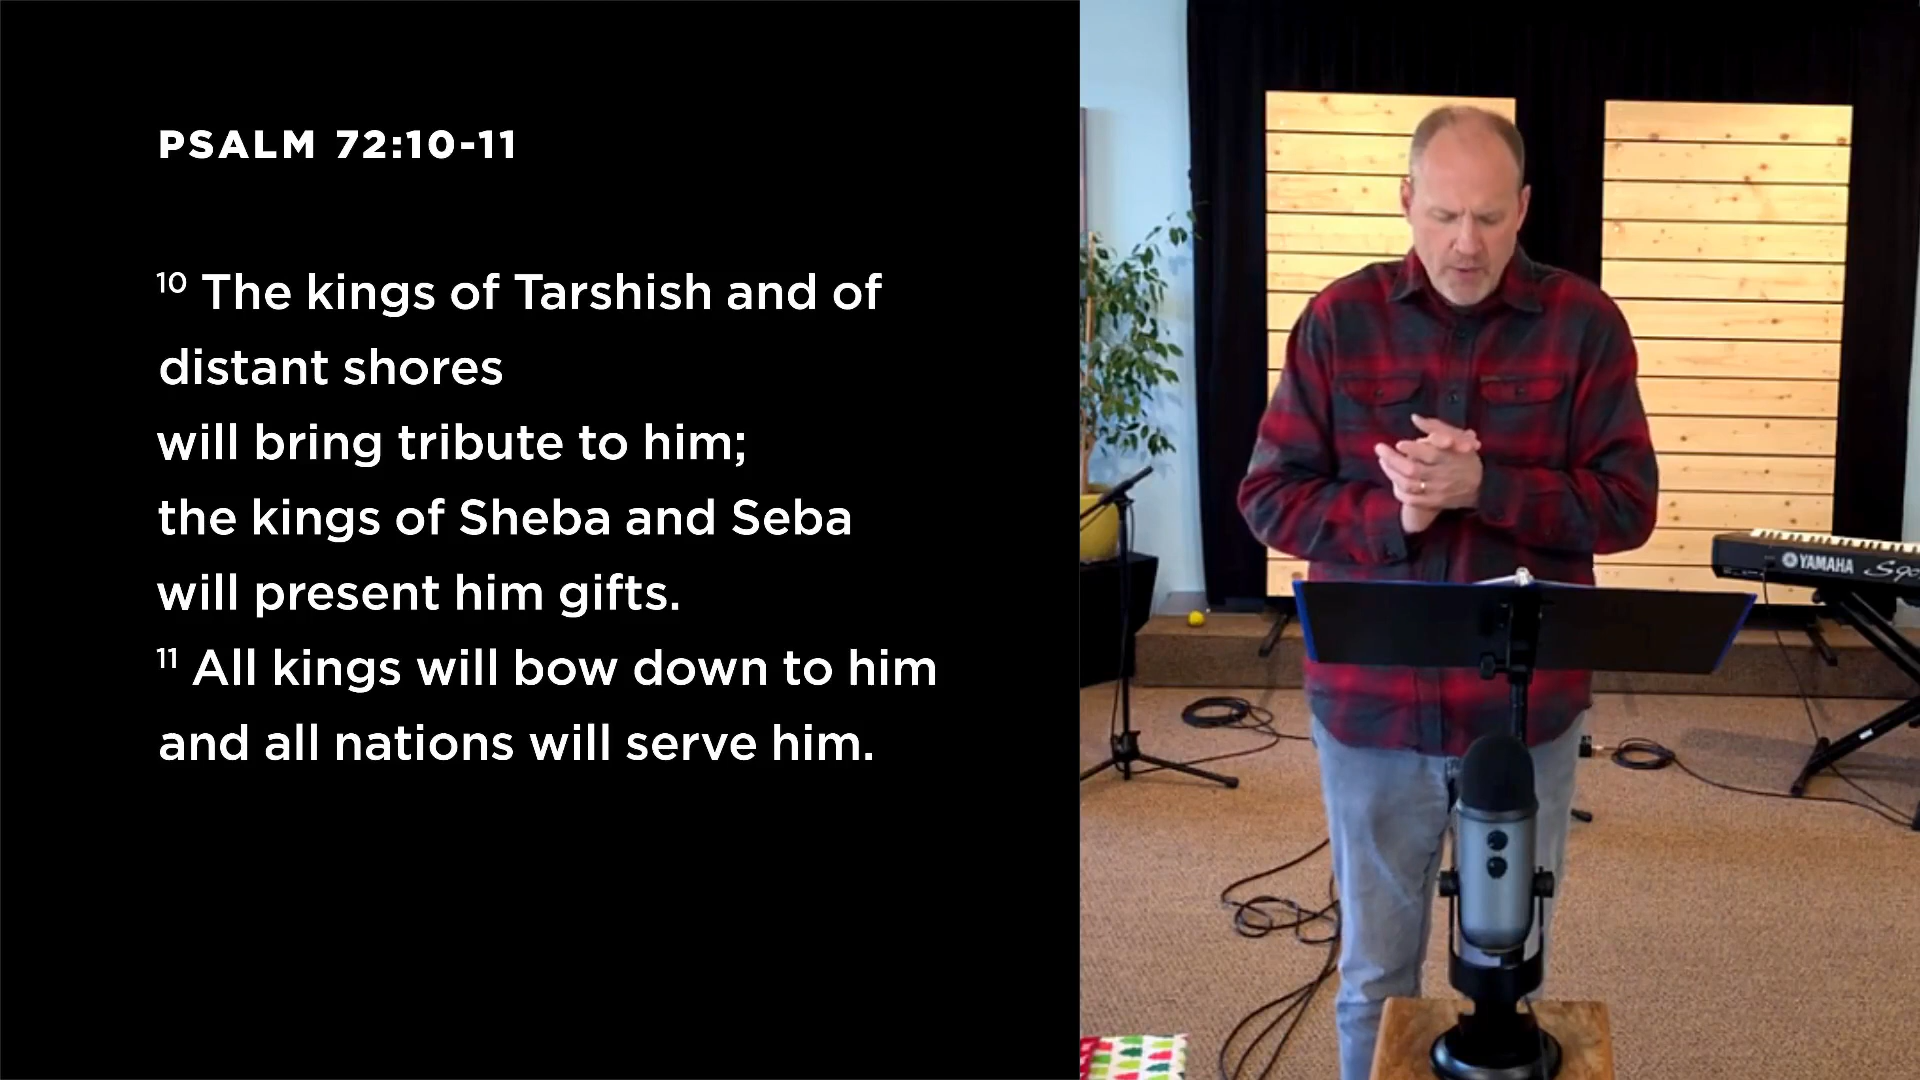 PSALM 72:10-11
10 The kings of Tarshish and of
distant shores
will bring tribute to him;
the kings of Sheba and Seba
will present him gifts.
11 All kings will bow down to him
and all nations will serve him.
YAMAHA S90